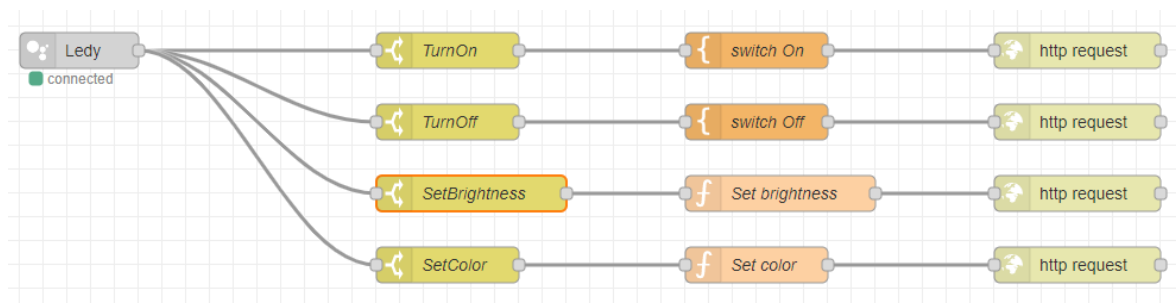 Ledy
connected
TurnOn
switch On
http request
TurnOff
switch Off
http request
SetBrightness
Set brightness
http request
SetColor
Set color
http request